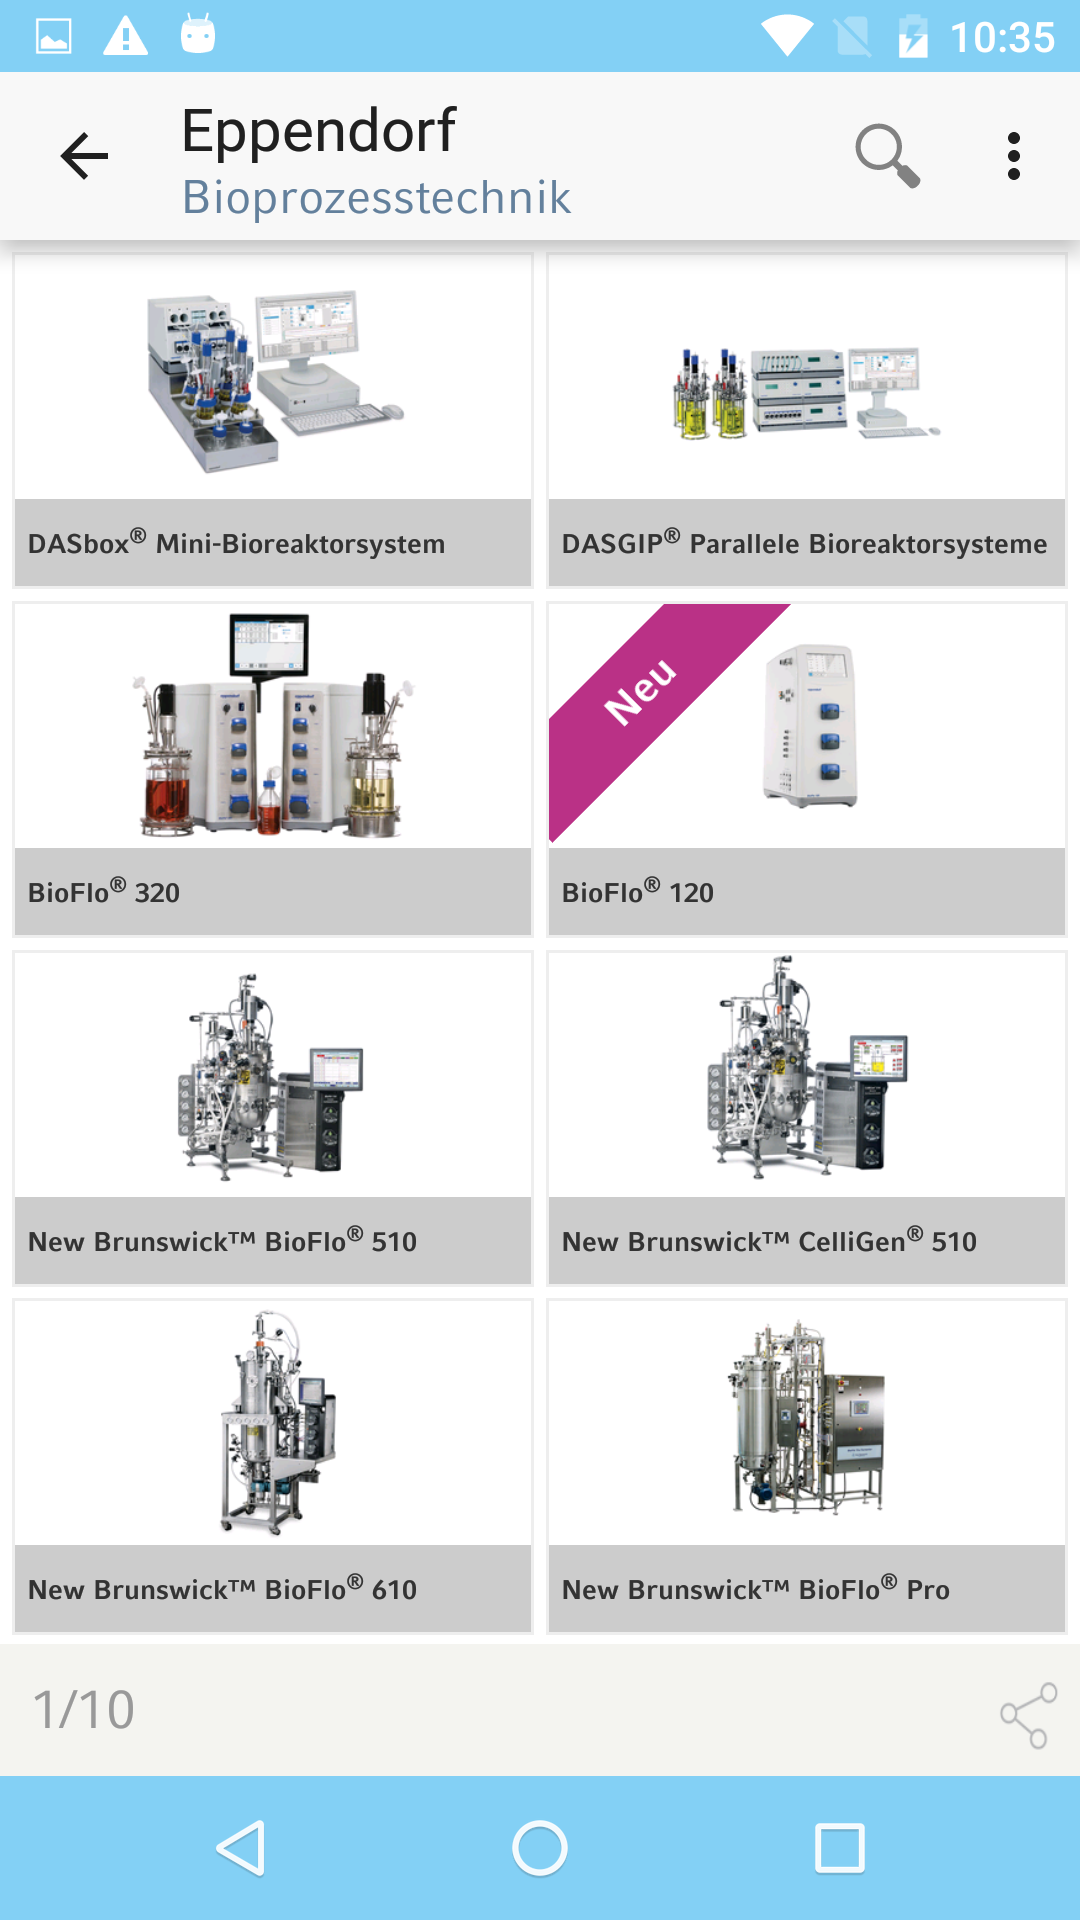 10:35
Eppendorf
Bioprozesstechnik
DASbox® Mini-Bioreaktorsystem
DASGIP® Parallele Bioreaktorsysteme
Neu
BioFlo® 320
BioFlo® 120
New Brunswick™ BioFlo® 510
New Brunswick™ CelliGen® 510
New Brunswick™ BioFlo® 610
New Brunswick™ BioFlo® Pro
1/10